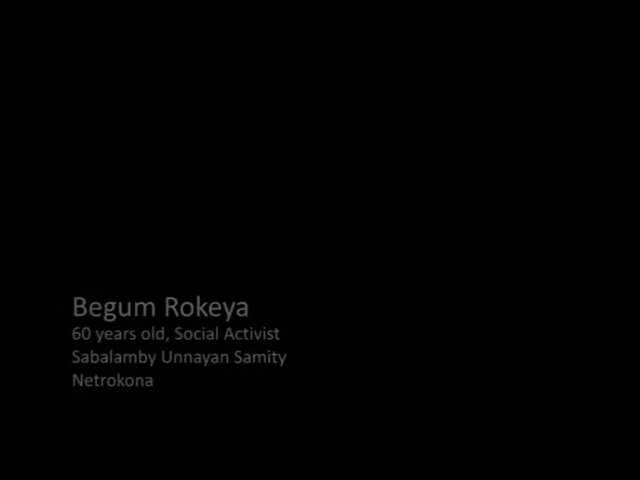 Begum Rokeya
60 years old, Social Activist
Sabalamby Unnayan Samity
Netrokona